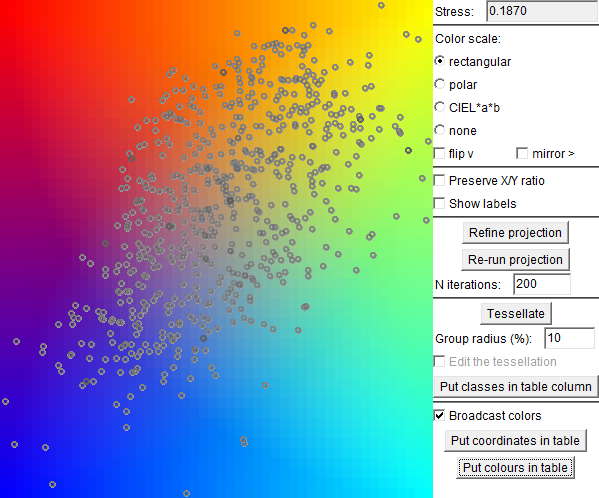 Stress: 0.1870
Color scale:
rectangular
polar
CIEL*a*b
none
flip v mirror >
Preserve X/Y ratio
Show labels
Refine projection
Re-run projection
N iterations: 200
Tessellate
Group radius (%): 10
Edit the tessellation
Put classes in table column
Broadcast colors
Put coordinates in table
Put colours in table